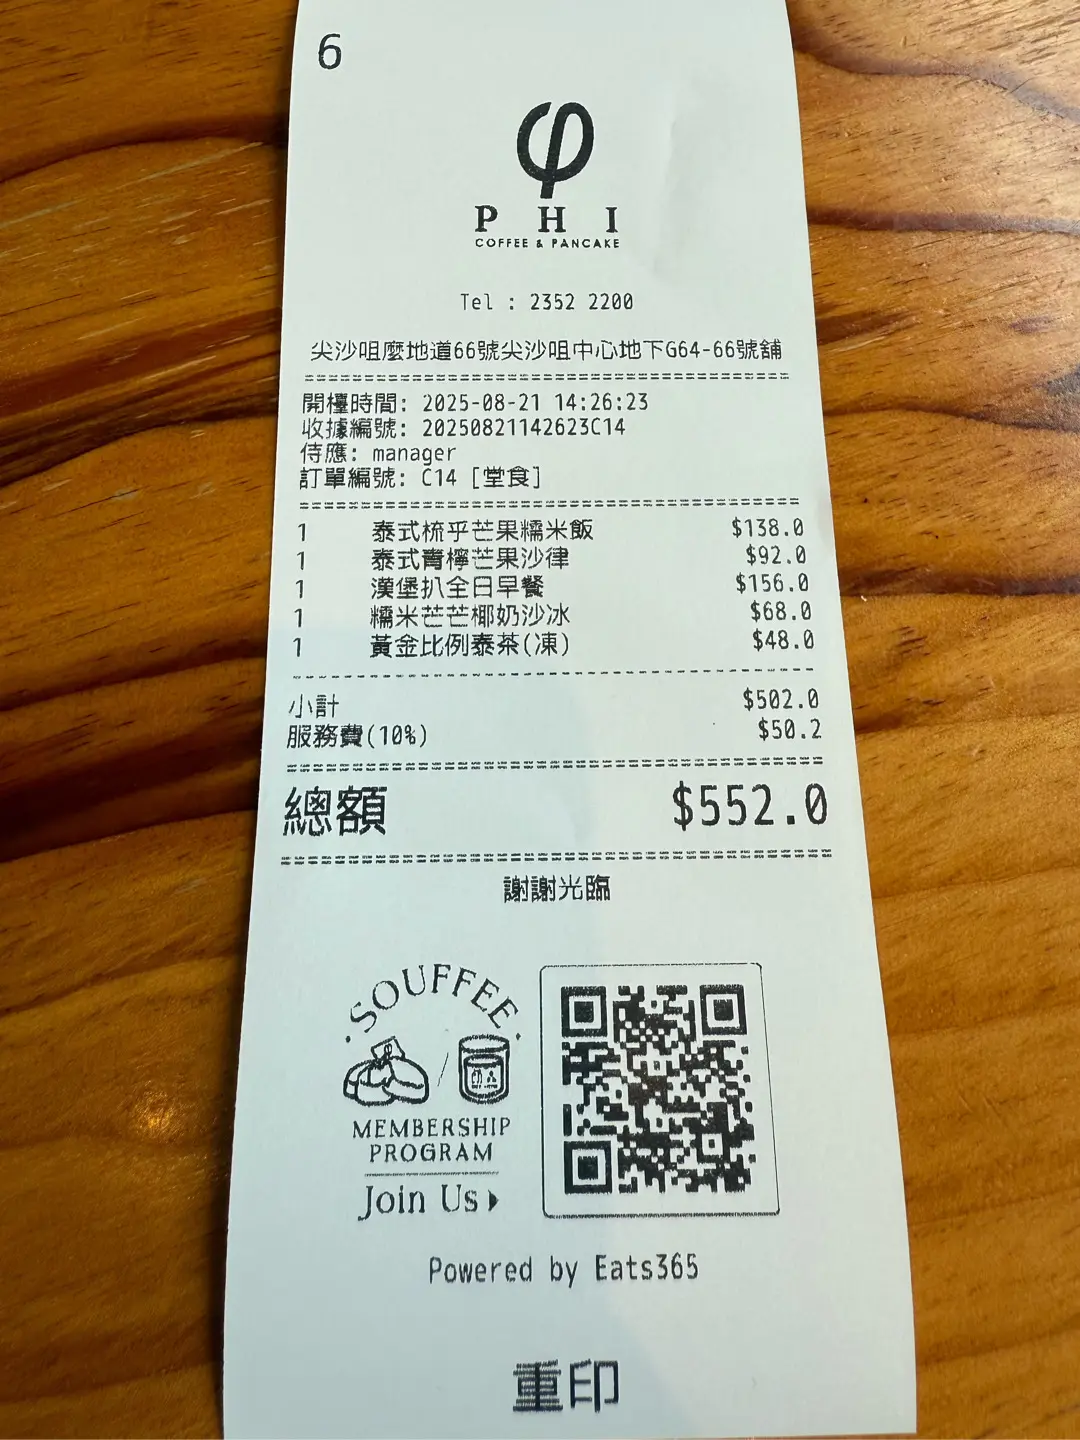 6
φ
PHI
COFFEE & PANCAKE
Tel : 2352 2200
尖沙咀麼地道66號尖沙咀中心地下G64-66號舖
開檯時間: 2025-08-21 14:26:23
收據編號: 20250821142623C14
侍應: manager
訂單編號: C14 [堂食]
1 泰式梳乎芒果糯米飯 $138.0
1 泰式青檸芒果沙律 $92.0
1 漢堡扒全日早餐 $156.0
1 糯米芒芒椰奶沙冰 $68.0
1 黃金比例泰茶(凍) $48.0
小計 $502.0
服務費(10%) $50.2
總額 $552.0
謝謝光臨
·SOUFFEE·
MEMBERSHIP
PROGRAM
Join Us
Powered by Eats365
重印